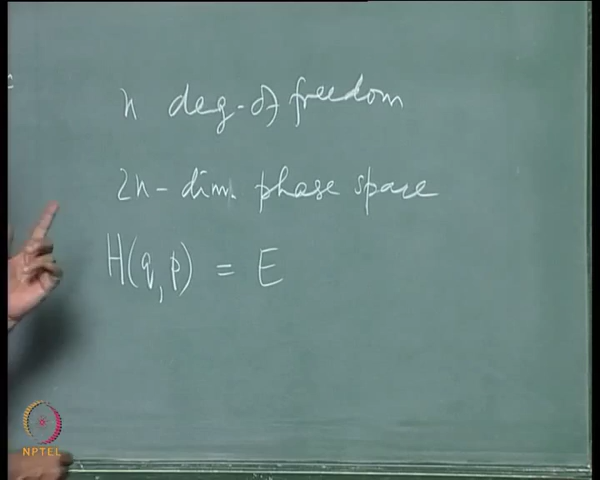 n deg. of freedom
2n-dim. phase space
H(q, p) = E
NPTEL